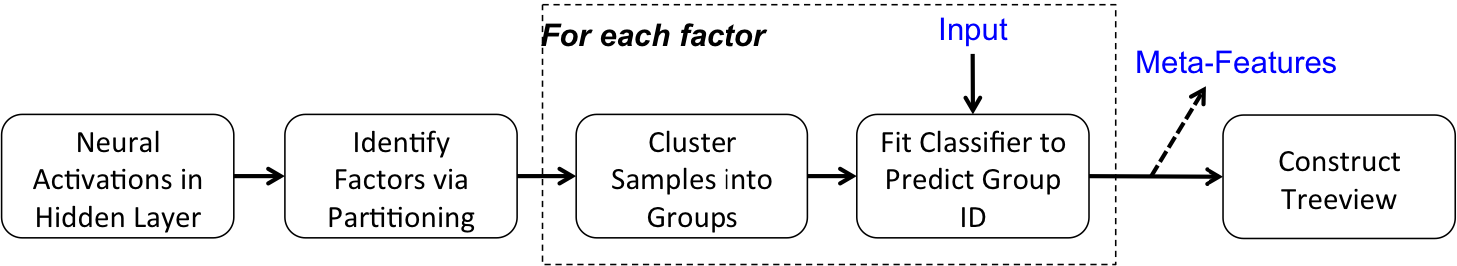 For each factor
Input
Meta-Features
Neural
Activations in
Hidden Layer
Identify
Factors via
Partitioning
Cluster
Samples into
Groups
Fit Classifier to
Predict Group
ID
Construct
Treeview